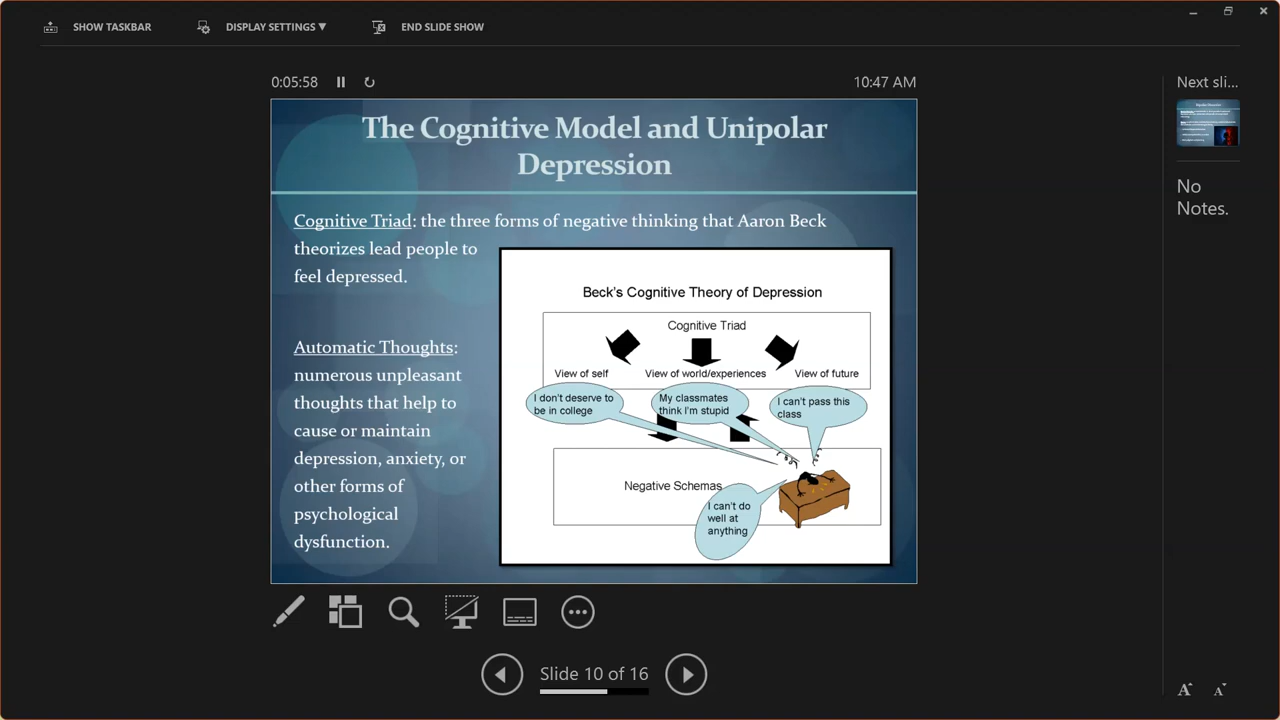 SHOW TASKBAR DISPLAY SETTINGS ▼ END SLIDE SHOW
0:05:58 10:47 AM
The Cognitive Model and Unipolar
Depression
Cognitive Triad: the three forms of negative thinking that Aaron Beck
theorizes lead people to
feel depressed.
Automatic Thoughts:
numerous unpleasant
thoughts that help to
cause or maintain
depression, anxiety, or
other forms of
psychological
dysfunction.
Beck's Cognitive Theory of Depression
Cognitive Triad
View of self View of world/experiences View of future
I don't deserve to
be in college
My classmates
think I'm stupid
I can't pass this
class
Negative Schemas
I can't do
well at
anything
Slide 10 of 16
Next sli...
No
Notes.
A A